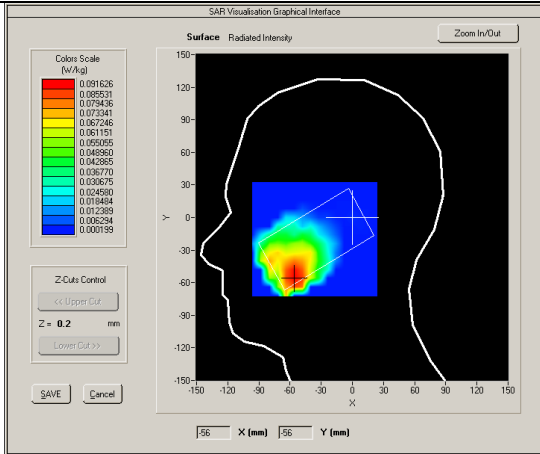 SAR Visualisation Graphical Interface
Surface Radiated Intensity
Zoom In/Out
Colors Scale
(W/kg)
0.091626
0.085531
0.079436
0.073341
0.067246
0.061151
0.055055
0.048960
0.042865
0.036770
0.030675
0.024580
0.018484
0.012389
0.006294
0.000199
Z-Cuts Control
<< Upper Cut
Z = 0.2 mm
Lower Cut >>
SAVE Cancel
150
120
90
60
30
0
-30
-60
-90
-120
-150
Y
-150 -120 -90 -60 -30 0 30 60 90 120 150
X
-56 X (mm) -56 Y (mm)